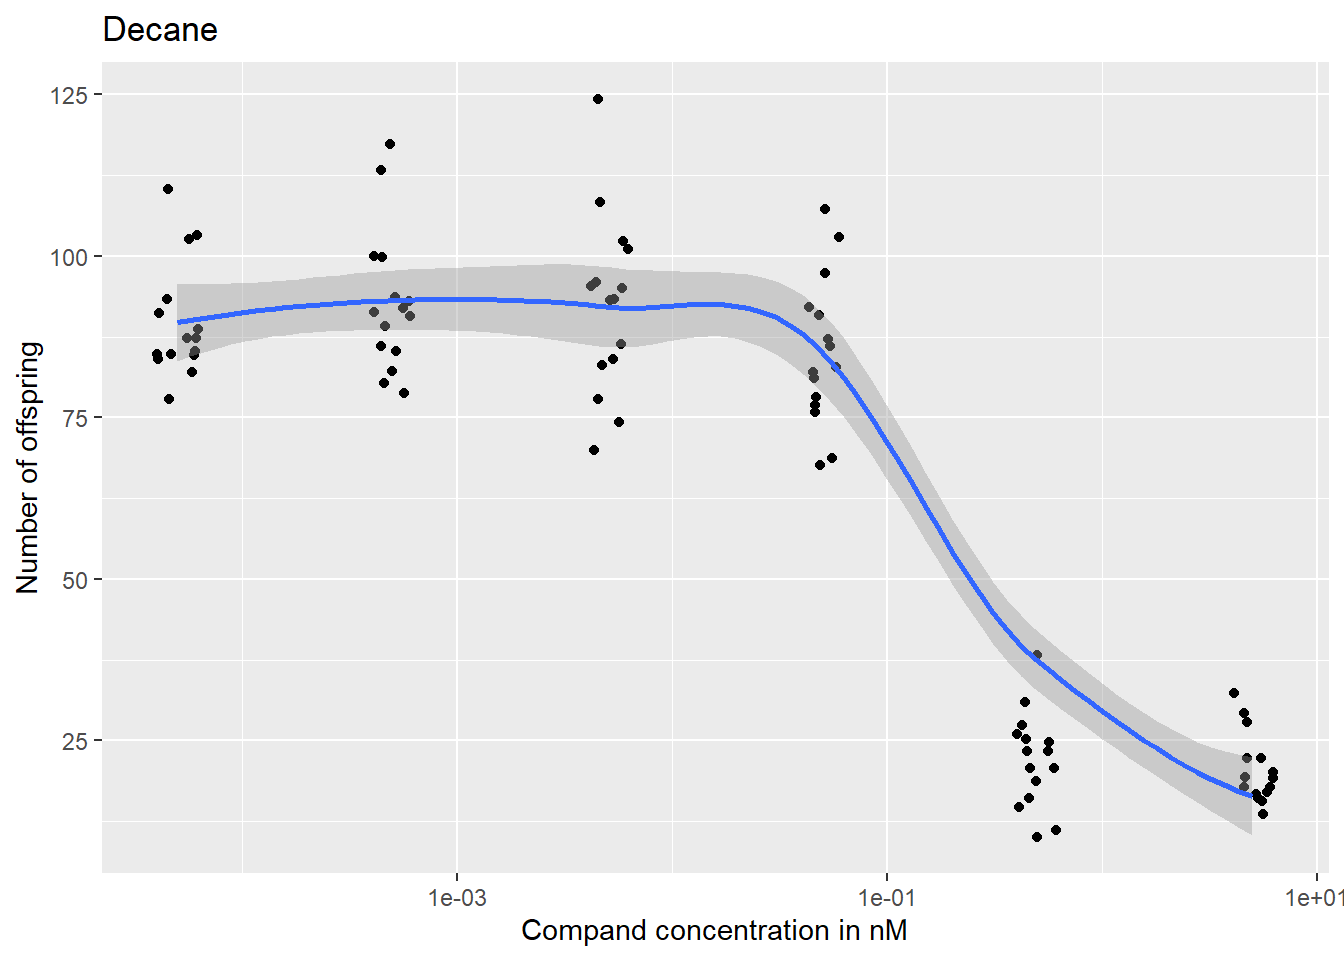 Decane
Number of offspring
125
100
75
50
25
1e-03
1e-01
1e+01
Compand concentration in nM